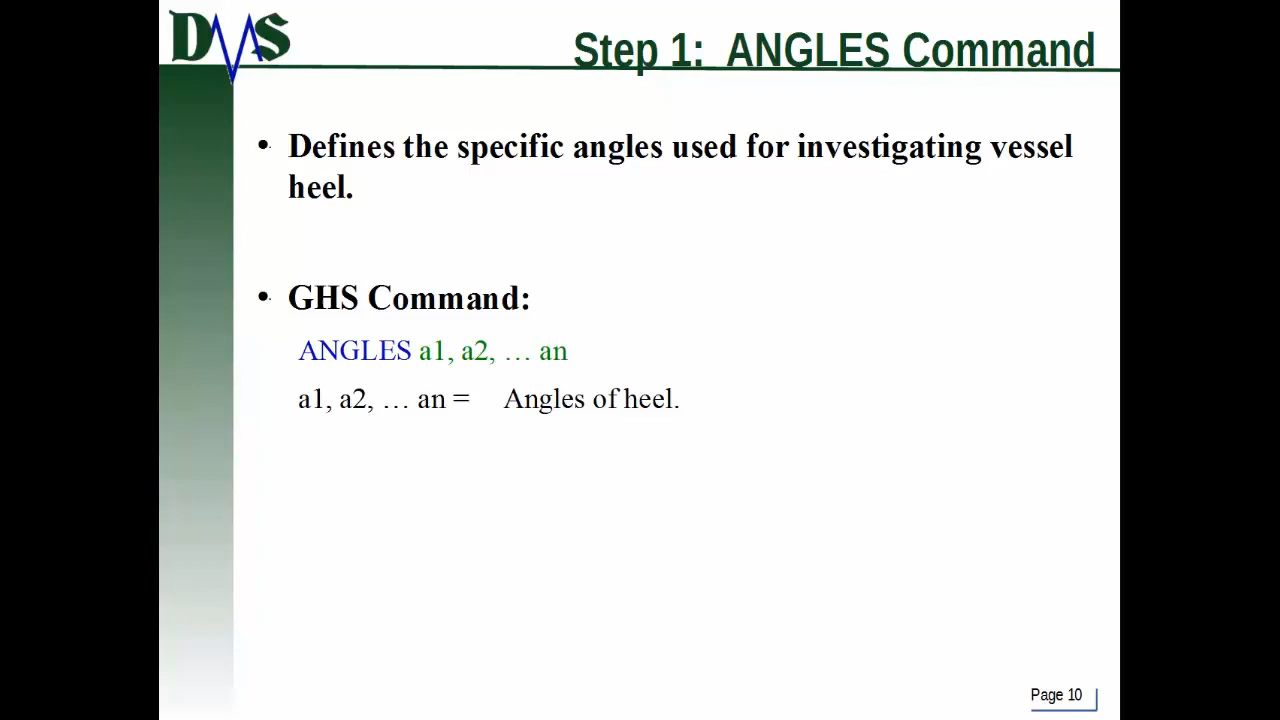 DMS
Step 1: ANGLES Command
• Defines the specific angles used for investigating vessel
heel.
• GHS Command:
ANGLES a1, a2, … an
a1, a2, … an = Angles of heel.
Page 10